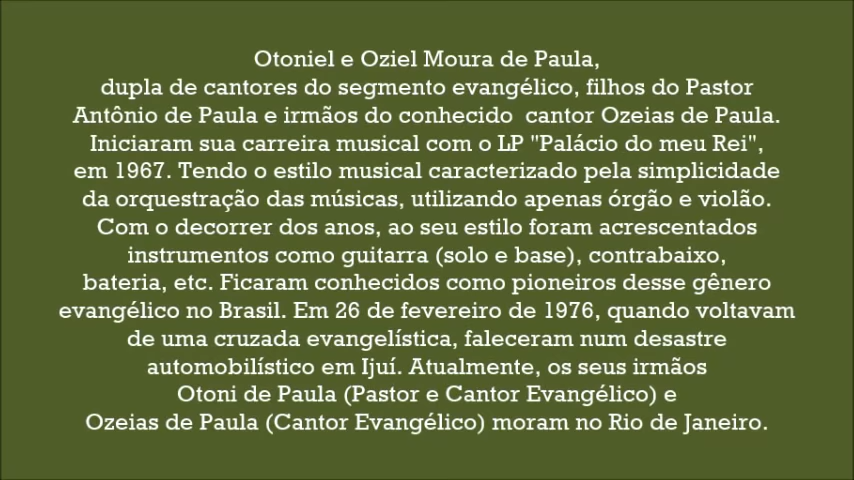 Otoniel e Oziel Moura de Paula,
dupla de cantores do segmento evangélico, filhos do Pastor
Antônio de Paula e irmãos do conhecido  cantor Ozeias de Paula.
Iniciaram sua carreira musical com o LP "Palácio do meu Rei",
em 1967. Tendo o estilo musical caracterizado pela simplicidade
da orquestração das músicas, utilizando apenas órgão e violão.
Com o decorrer dos anos, ao seu estilo foram acrescentados
instrumentos como guitarra (solo e base), contrabaixo,
bateria, etc. Ficaram conhecidos como pioneiros desse gênero
evangélico no Brasil. Em 26 de fevereiro de 1976, quando voltavam
de uma cruzada evangelística, faleceram num desastre
automobilístico em Ijuí. Atualmente, os seus irmãos
Otoni de Paula (Pastor e Cantor Evangélico) e
Ozeias de Paula (Cantor Evangélico) moram no Rio de Janeiro.